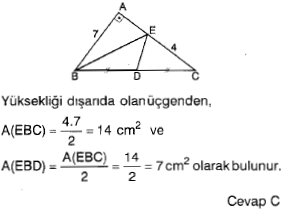 A
7
E
4
B
D
C
Yüksekliği dışarıda olan üçgenden,
A(EBC) = 4.7/2 = 14 cm² ve
A(EBD) = A(EBC)/2 = 14/2 = 7 cm² olarak bulunur.
Cevap C